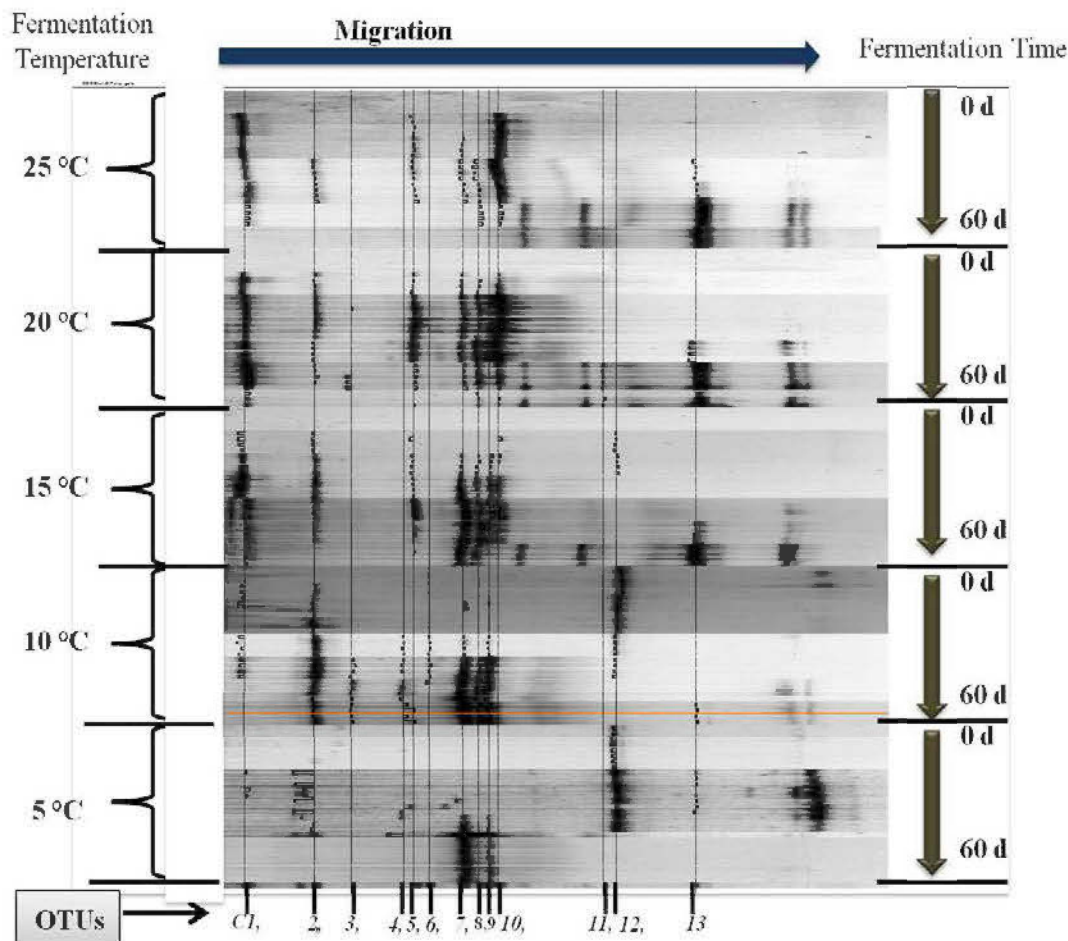 Fermentation
Temperature
Migration
Fermentation Time
25 °C
0 d
60 d
20 °C
0 d
60 d
15 °C
0 d
60 d
10 °C
0 d
60 d
5 °C
0 d
60 d
OTUs
C1, 2, 3, 4, 5, 6, 7, 8, 9 10, 11, 12, 13